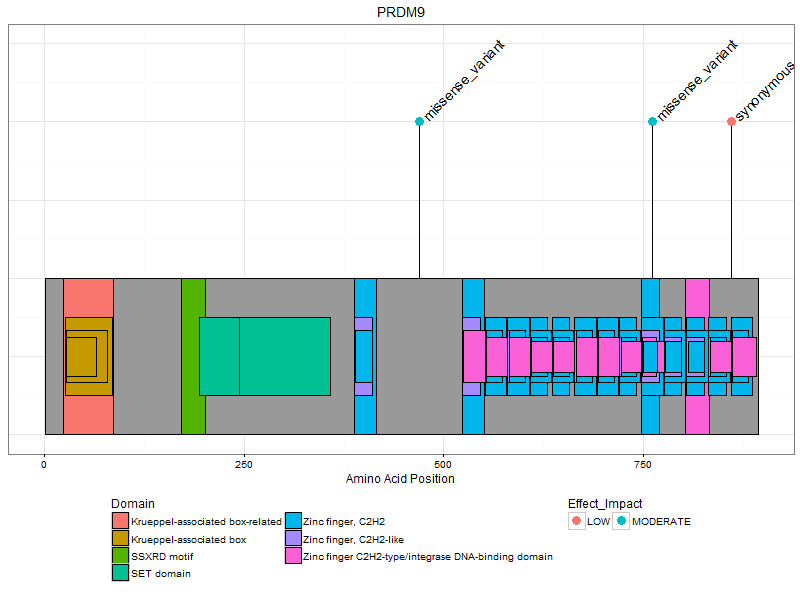 PRDM9
missense_variant
missense_variant
synonymous
0
250
500
750
Amino Acid Position
Domain
Krueppel-associated box-related
Krueppel-associated box
SSXRD motif
SET domain
Zinc finger, C2H2
Zinc finger, C2H2-like
Zinc finger C2H2-type/integrase DNA-binding domain
Effect_Impact
LOW
MODERATE